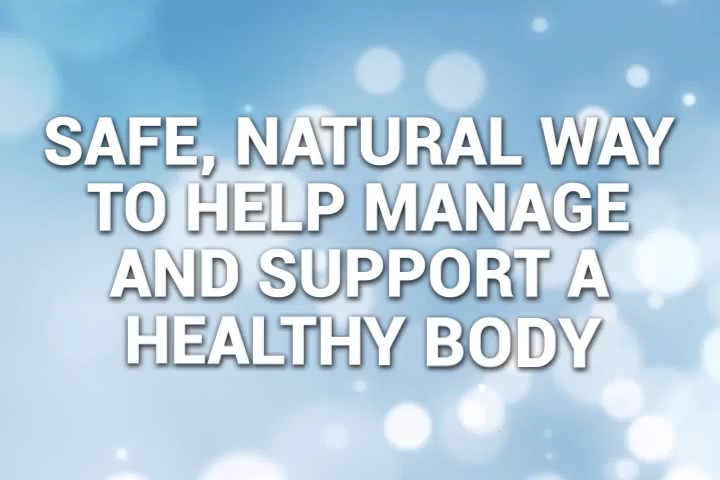 SAFE, NATURAL WAY
TO HELP MANAGE
AND SUPPORT A
HEALTHY BODY